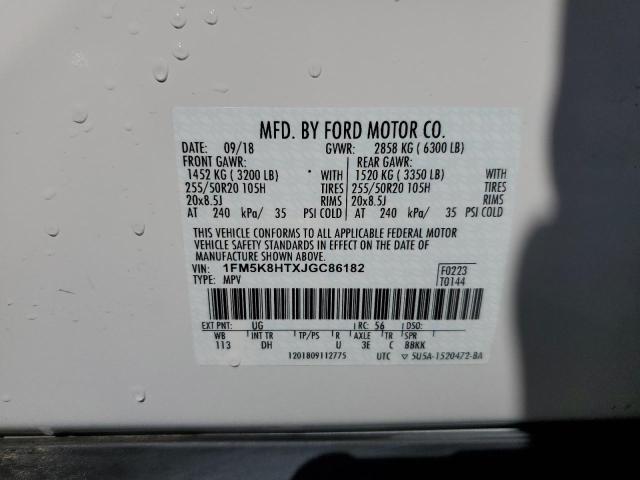 MFD. BY FORD MOTOR CO.
DATE: 09/18 GVWR: 2858 KG ( 6300 LB)
FRONT GAWR: REAR GAWR:
1452 KG ( 3200 LB) WITH 1520 KG ( 3350 LB) WITH
255/50R20 105H TIRES 255/50R20 105H TIRES
20x8.5J RIMS 20x8.5J RIMS
AT 240 kPa/ 35 PSI COLD AT 240 kPa/ 35 PSI COLD
THIS VEHICLE CONFORMS TO ALL APPLICABLE FEDERAL MOTOR
VEHICLE SAFETY STANDARDS IN EFFECT ON THE DATE OF
MANUFACTURE SHOWN ABOVE.
VIN: 1FM5K8HTXJGC86182 F0223
TYPE: MPV T0144
EXT PNT: UG RC: 56 DSO:
WB INT TR TP/PS R AXLE TR SPR
113 DH U 3E C BBKK
1201809112775 UTC ▽ 5U5A-1520472-BA